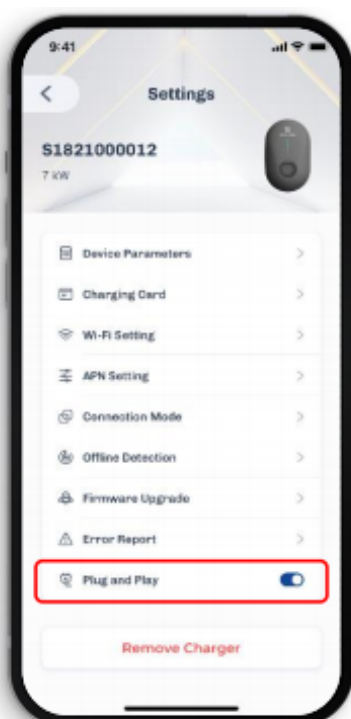 9:41
Settings
S1821000012
7 kW
Device Parameters
Charging Card
Wi-Fi Setting
APN Setting
Connection Mode
Offline Detection
Firmware Upgrade
Error Report
Plug and Play
Remove Charger